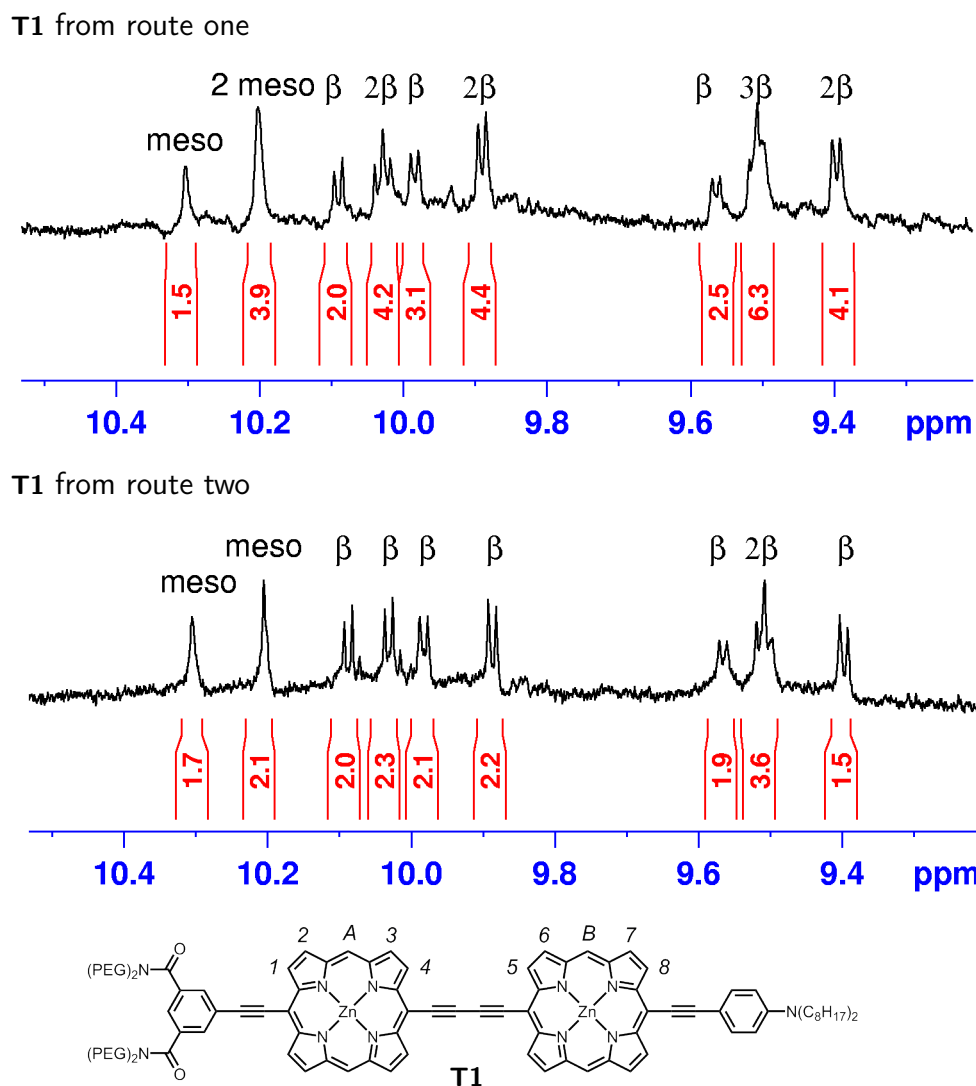 T1 from route one
meso
2 meso
β
2β
β
2β
β
3β
2β
1.5
3.9
2.0
4.2
3.1
4.4
2.5
6.3
4.1
10.4 10.2 10.0 9.8 9.6 9.4 ppm
T1 from route two
meso
meso
β
β
β
β
β
2β
β
1.7
2.1
2.0
2.3
2.1
2.2
1.9
3.6
1.5
10.4 10.2 10.0 9.8 9.6 9.4 ppm
2 A 3 6 B 7
O
(PEG)2N
1 4 5 8
N N N N
Zn Zn N(C8H17)2
N N N N
(PEG)2N
O
T1